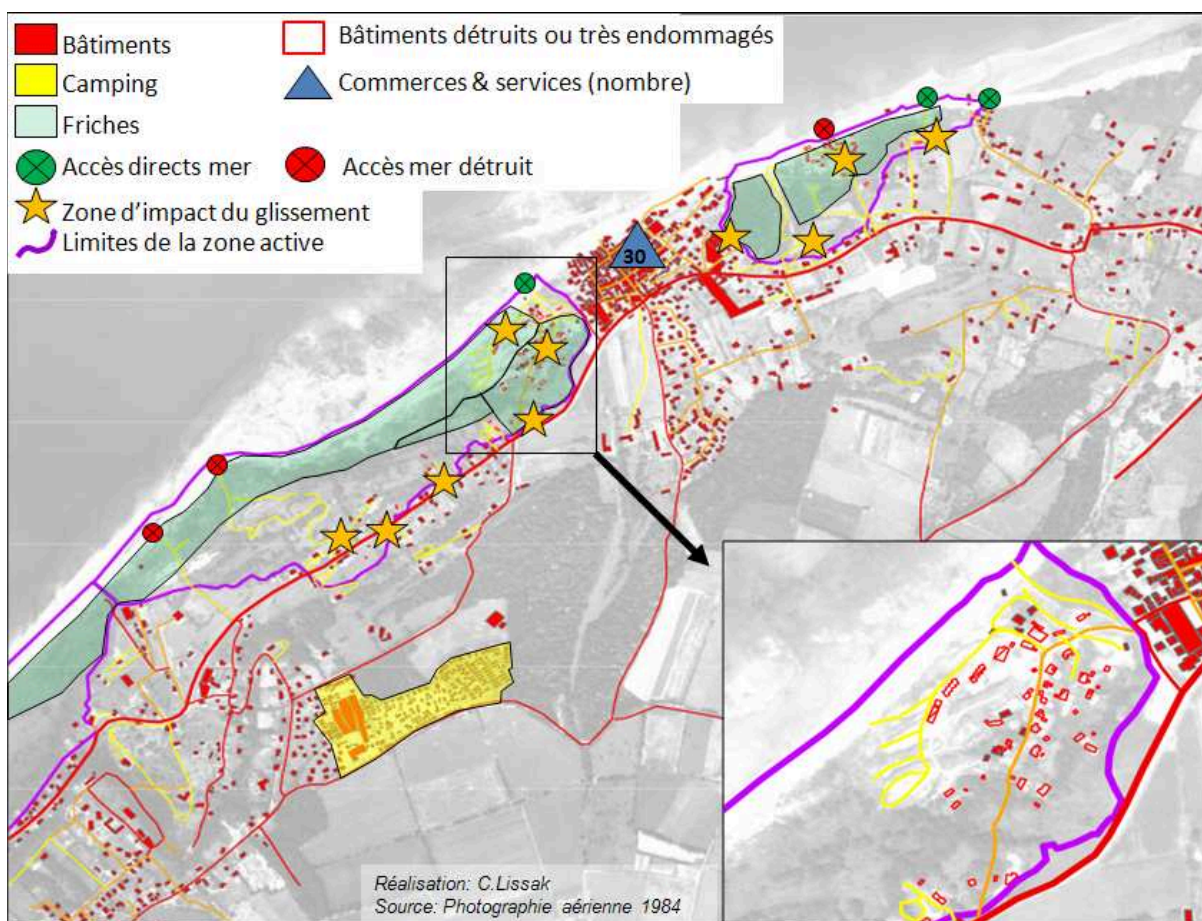 Bâtiments
Bâtiments détruits ou très endommagés
Camping
Commerces & services (nombre)
Friches
Accès directs mer
Accès mer détruit
Zone d'impact du glissement
Limites de la zone active
30
Réalisation: C.Lissak
Source: Photographie aérienne 1984